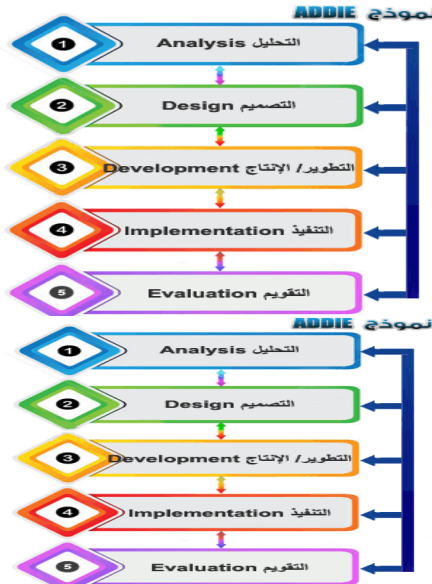 نموذج ADDIE
1 التحليل Analysis
2 التصميم Design
3 التطوير/ الإنتاج Development
4 التنفيذ Implementation
5 التقويم Evaluation
نموذج ADDIE
1 التحليل Analysis
2 التصميم Design
3 التطوير/ الإنتاج Development
4 التنفيذ Implementation
5 التقويم Evaluation